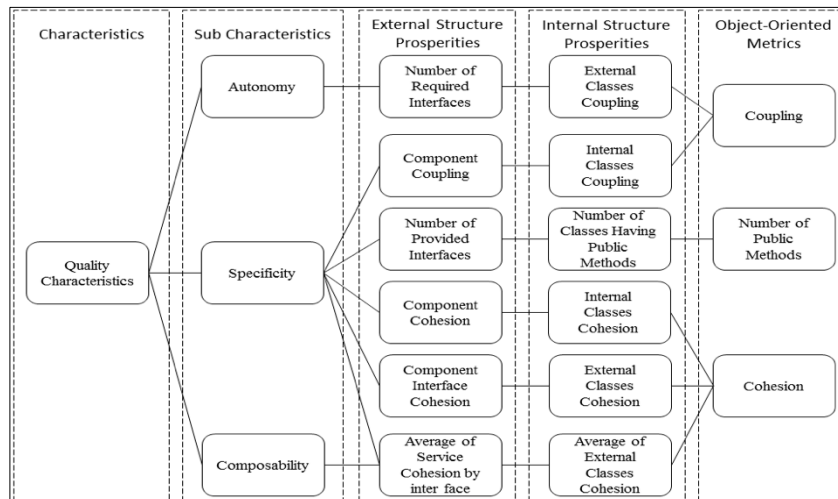 Characteristics
Sub Characteristics
External Structure
Prosperities
Internal Structure
Prosperities
Object-Oriented
Metrics
Quality
Characteristics
Autonomy
Specificity
Composability
Number of
Required
Interfaces
Component
Coupling
Number of
Provided
Interfaces
Component
Cohesion
Component
Interface
Cohesion
Average of
Service
Cohesion by
inter face
External
Classes
Coupling
Internal
Classes
Coupling
Number of
Classes Having
Public
Methods
Internal
Classes
Cohesion
External
Classes
Cohesion
Average of
External
Classes
Cohesion
Coupling
Number of
Public
Methods
Cohesion